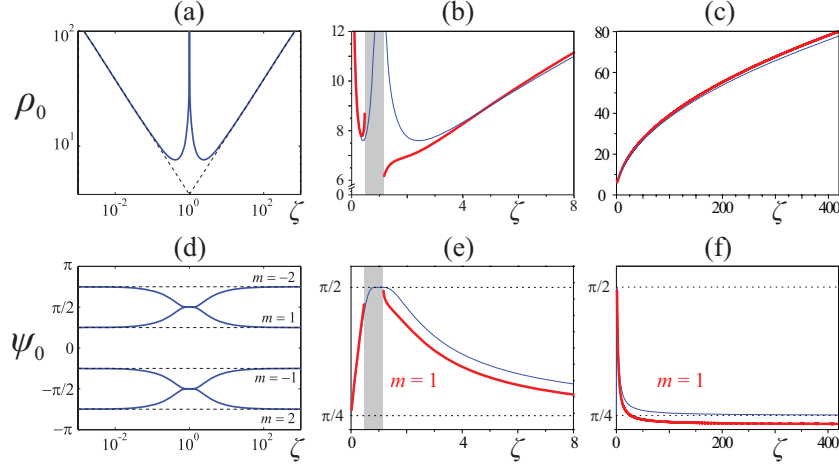 (a) (b) (c)
ρ₀
10² 10¹
10⁻² 10⁰ 10² ζ
12 10 8 6 0
0 4 8 ζ
80 60 40 20 0
0 200 400 ζ
(d) (e) (f)
ψ₀
π π/2 0 −π/2 −π
m = −2
m = 1
m = −1
m = 2
10⁻² 10⁰ 10² ζ
π/2 π/4
m = 1
0 4 8 ζ
π/2 π/4
m = 1
0 200 400 ζ